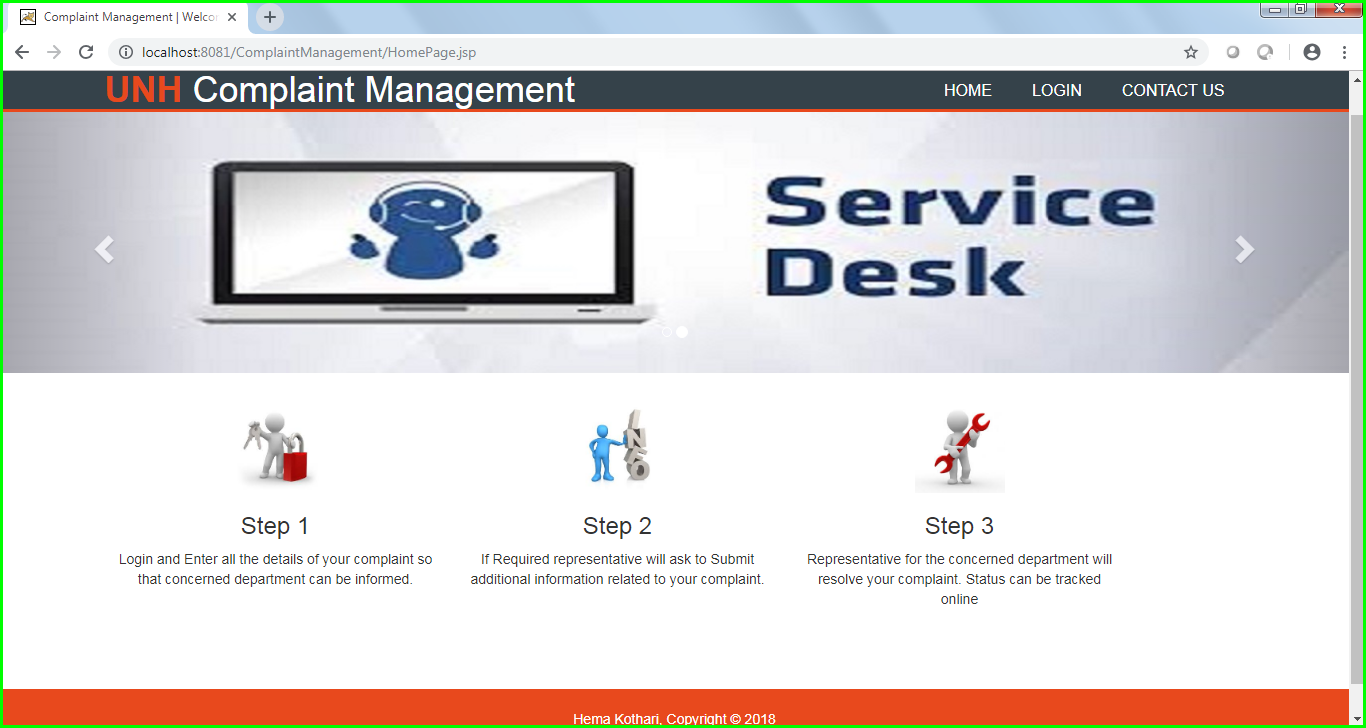 Complaint Management | Welco
localhost:8081/ComplaintManagement/HomePage.jsp
UNH Complaint Management
HOME LOGIN CONTACT US
Service
Desk
INFO
Step 1
Login and Enter all the details of your complaint so
that concerned department can be informed.
Step 2
If Required representative will ask to Submit
additional information related to your complaint.
Step 3
Representative for the concerned department will
resolve your complaint. Status can be tracked
online
Hema Kothari, Copyright © 2018